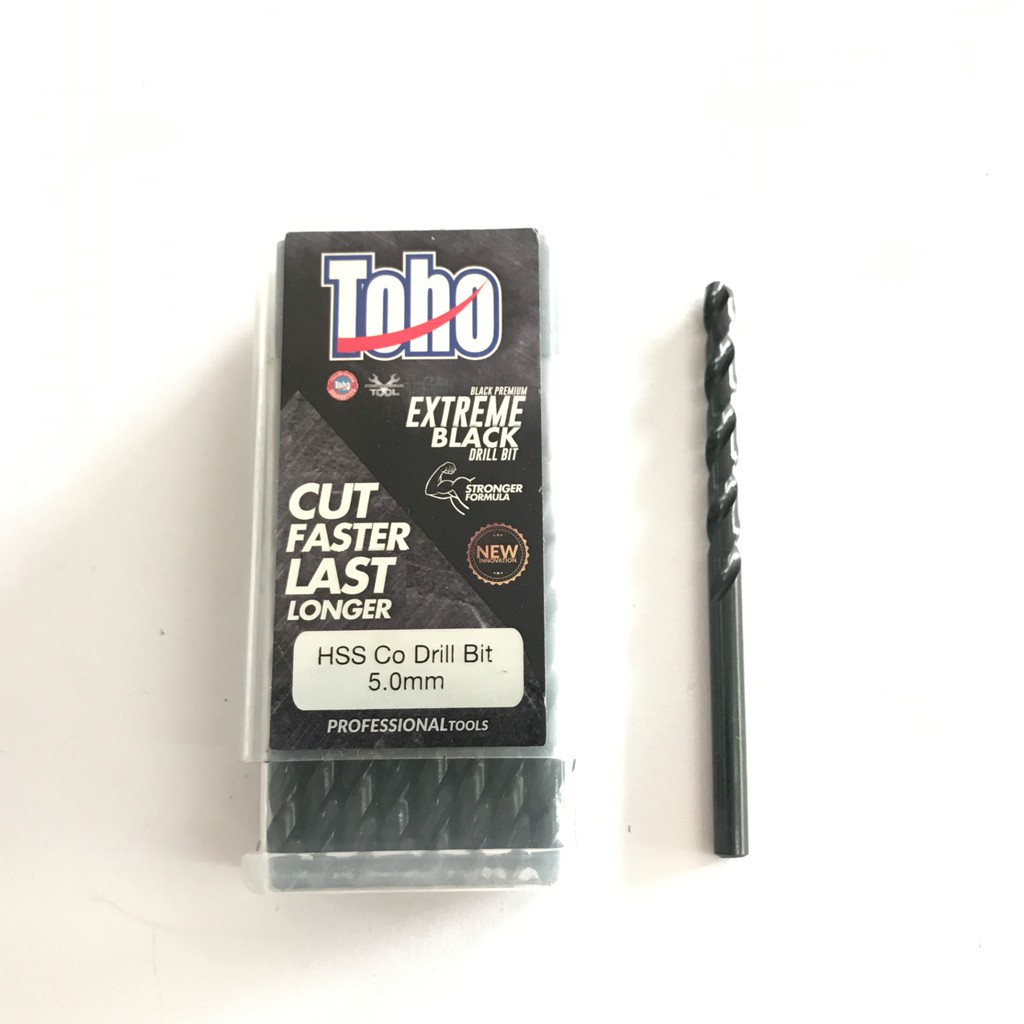 Toho
Toho
TOOL
BLACK PREMIUM
EXTREME
BLACK
DRILL BIT
STRONGER
FORMULA
CUT
FASTER
LAST
LONGER
NEW
INNOVATION
HSS Co Drill Bit
5.0mm
PROFESSIONALTOOLS